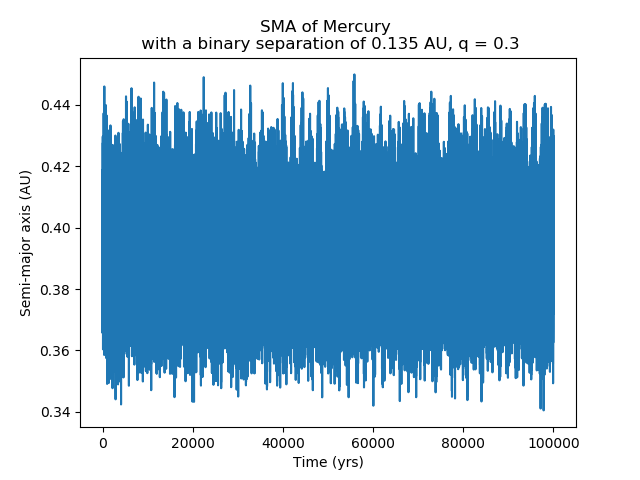 SMA of Mercury
with a binary separation of 0.135 AU, q = 0.3
Semi-major axis (AU)
0.44
0.42
0.40
0.38
0.36
0.34
0 20000 40000 60000 80000 100000
Time (yrs)